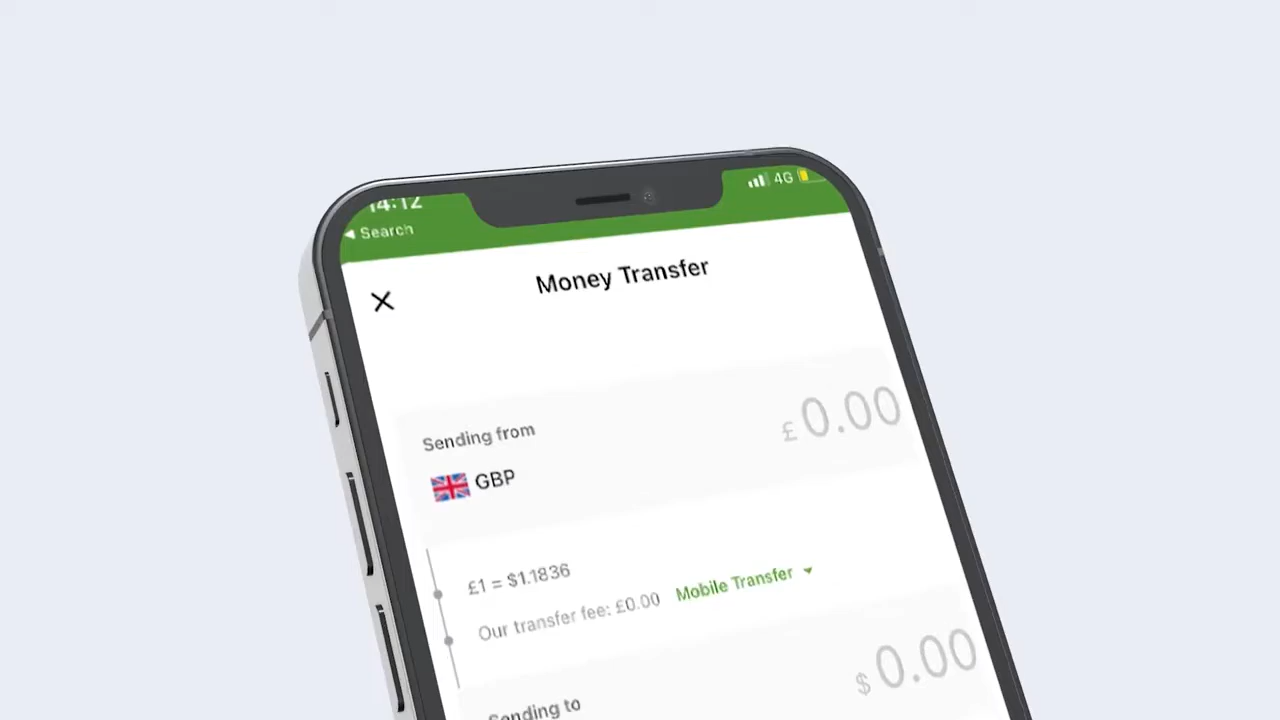 14:12
4G
◀ Search
Money Transfer
Sending from
£0.00
GBP
£1 = $1.1836
Our transfer fee: £0.00 Mobile Transfer
$0.00
Sending to